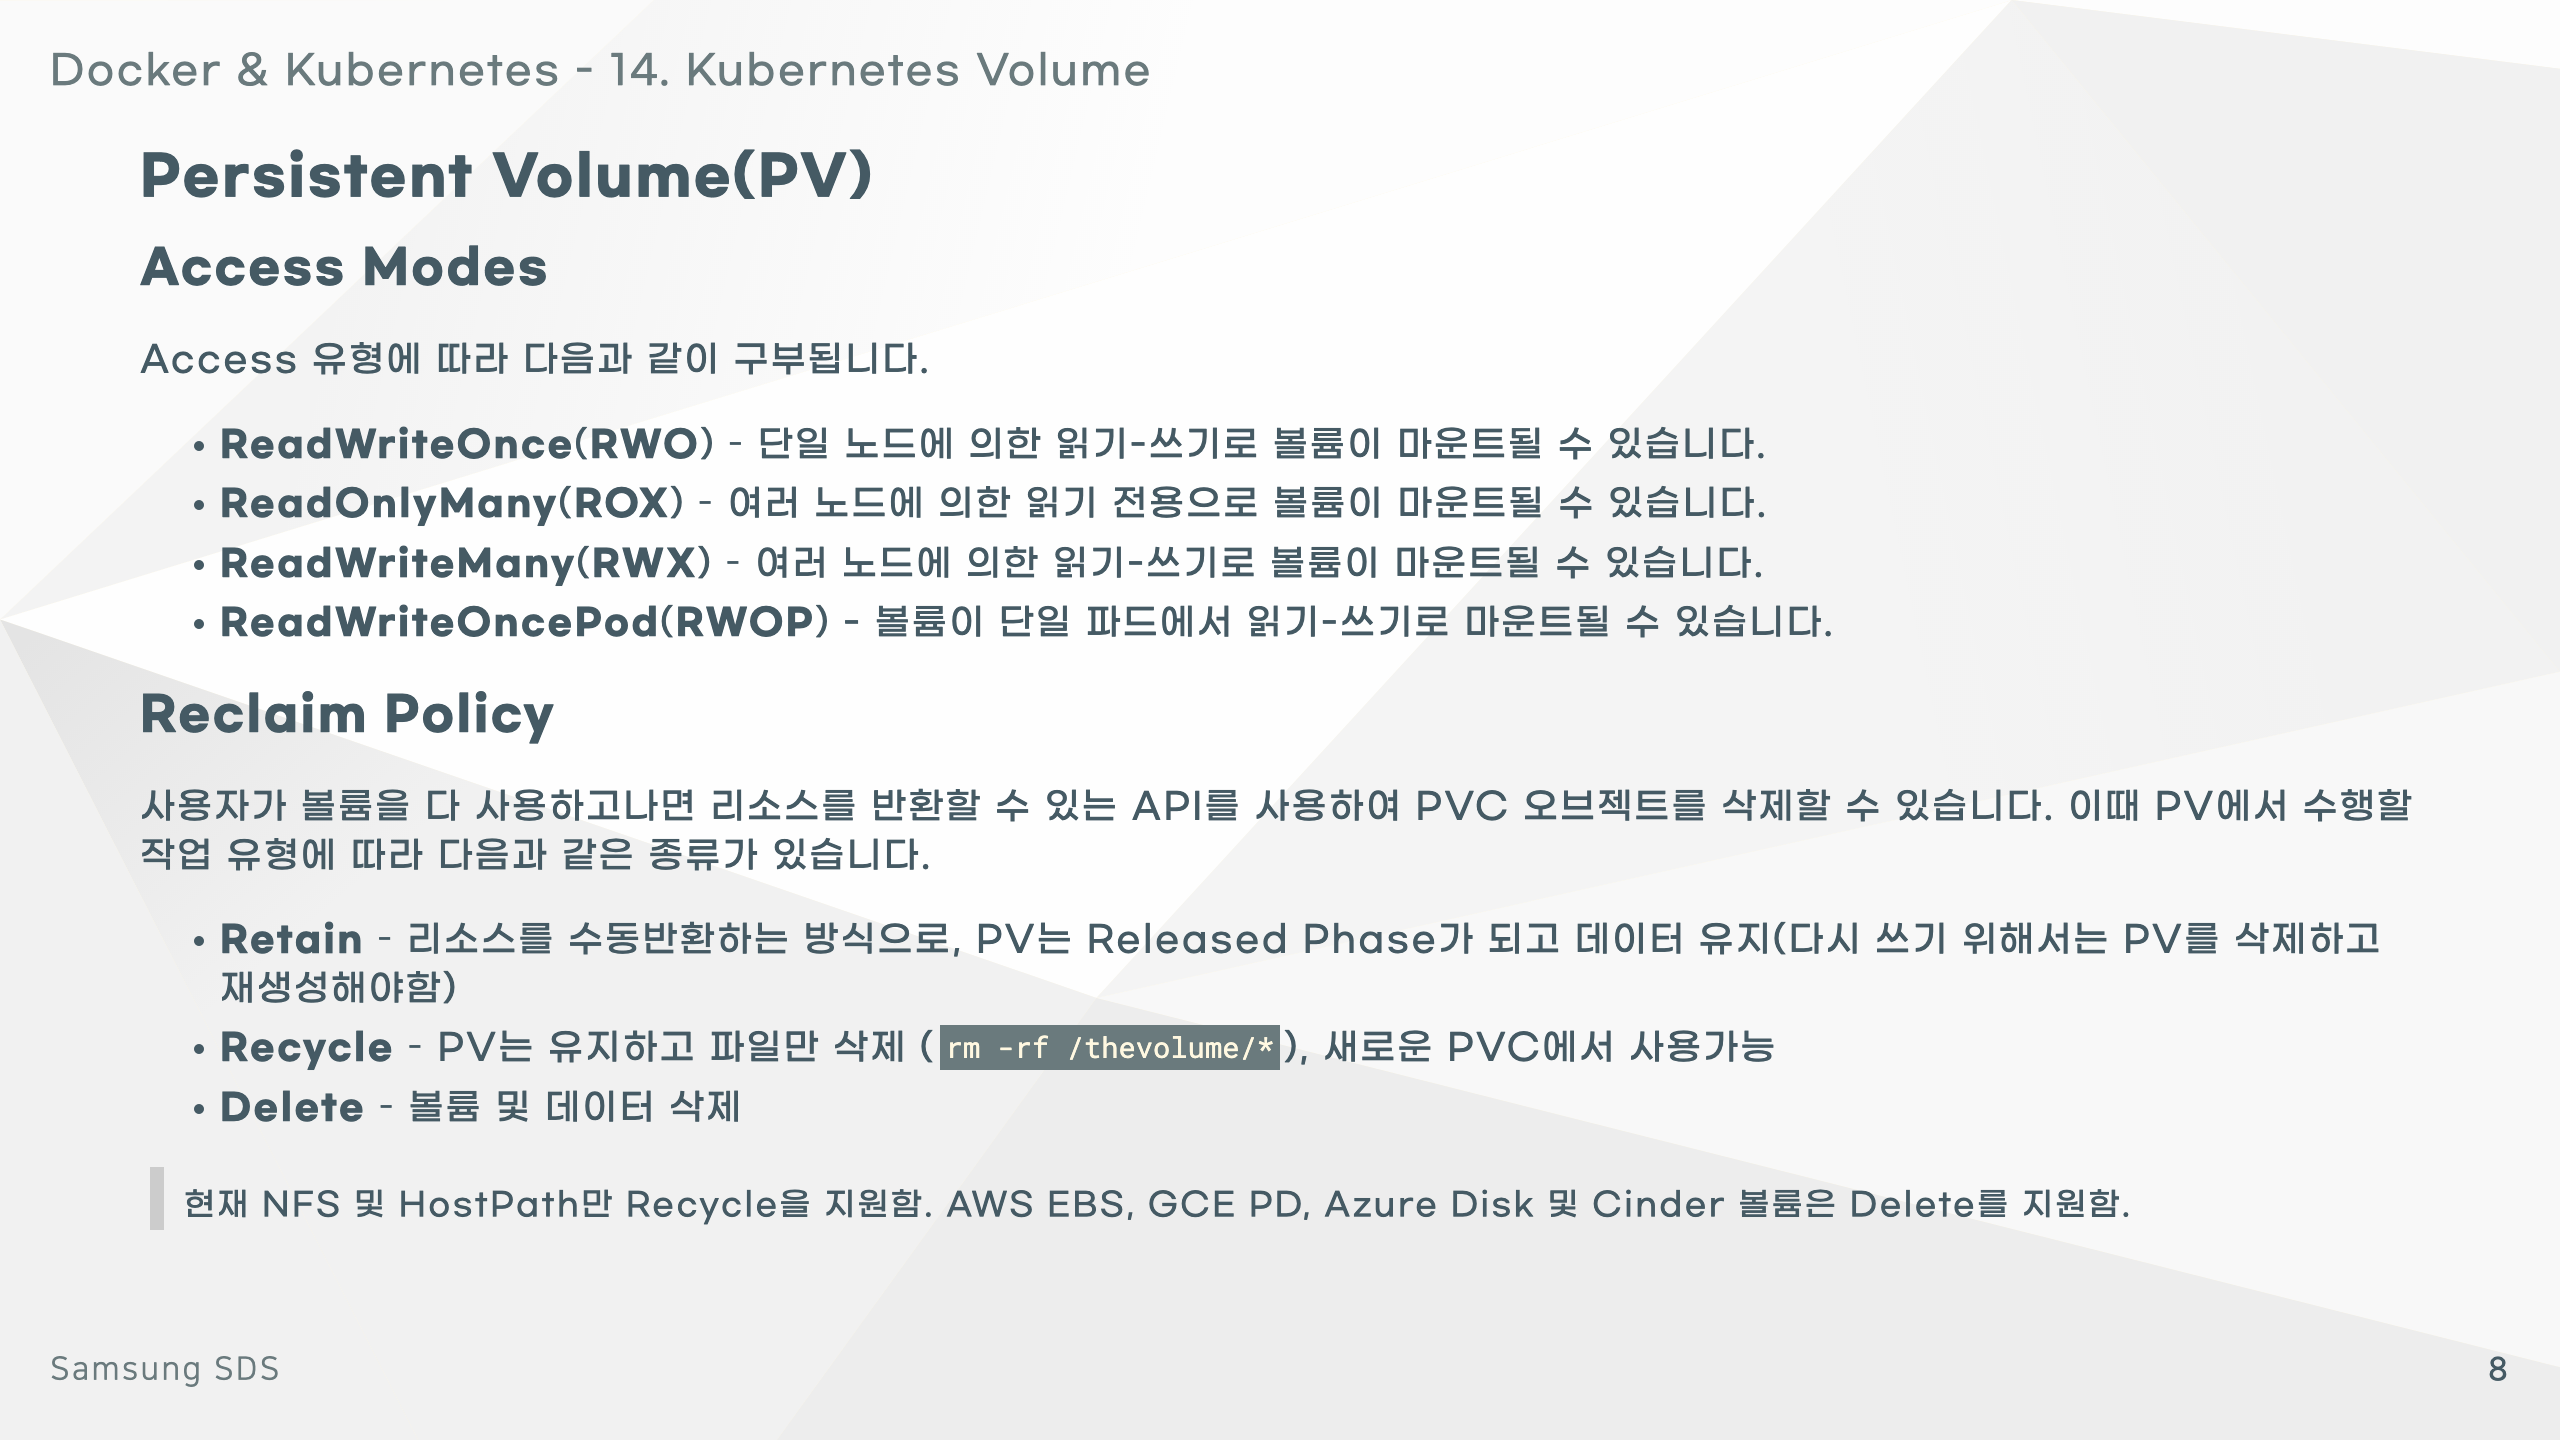 Docker & Kubernetes - 14. Kubernetes Volume
Persistent Volume(PV)
Access Modes
Access 유형에 따라 다음과 같이 구부됩니다.
• ReadWriteOnce(RWO) - 단일 노드에 의한 읽기-쓰기로 볼륨이 마운트될 수 있습니다.
• ReadOnlyMany(ROX) - 여러 노드에 의한 읽기 전용으로 볼륨이 마운트될 수 있습니다.
• ReadWriteMany(RWX) - 여러 노드에 의한 읽기-쓰기로 볼륨이 마운트될 수 있습니다.
• ReadWriteOncePod(RWOP) - 볼륨이 단일 파드에서 읽기-쓰기로 마운트될 수 있습니다.
Reclaim Policy
사용자가 볼륨을 다 사용하고나면 리소스를 반환할 수 있는 API를 사용하여 PVC 오브젝트를 삭제할 수 있습니다. 이때 PV에서 수행할
작업 유형에 따라 다음과 같은 종류가 있습니다.
• Retain - 리소스를 수동반환하는 방식으로, PV는 Released Phase가 되고 데이터 유지(다시 쓰기 위해서는 PV를 삭제하고
재생성해야함)
• Recycle - PV는 유지하고 파일만 삭제 ( rm -rf /thevolume/* ), 새로운 PVC에서 사용가능
• Delete - 볼륨 및 데이터 삭제
현재 NFS 및 HostPath만 Recycle을 지원함. AWS EBS, GCE PD, Azure Disk 및 Cinder 볼륨은 Delete를 지원함.
Samsung SDS
8